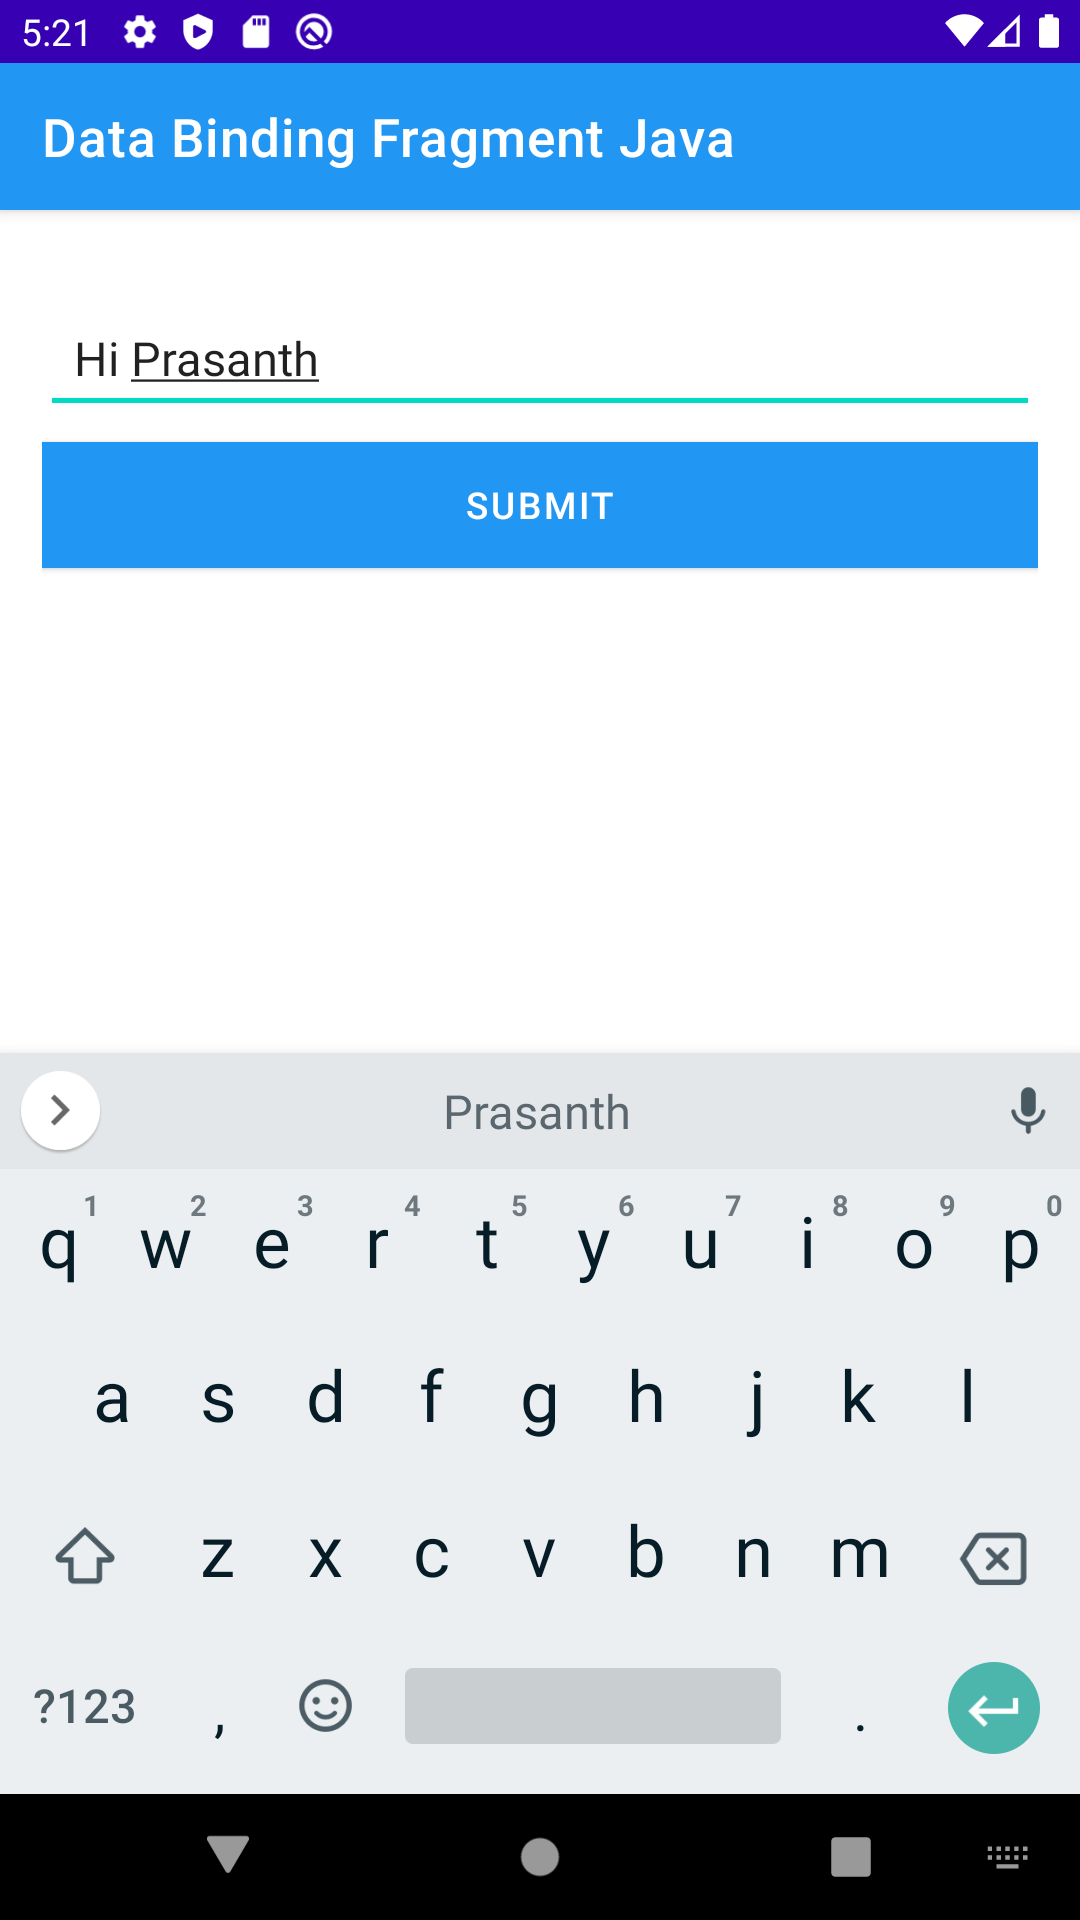 5:21
Data Binding Fragment Java
Hi Prasanth
SUBMIT
Prasanth
1 2 3 4 5 6 7 8 9 0
q w e r t y u i o p
a s d f g h j k l
z x c v b n m
?123 , .